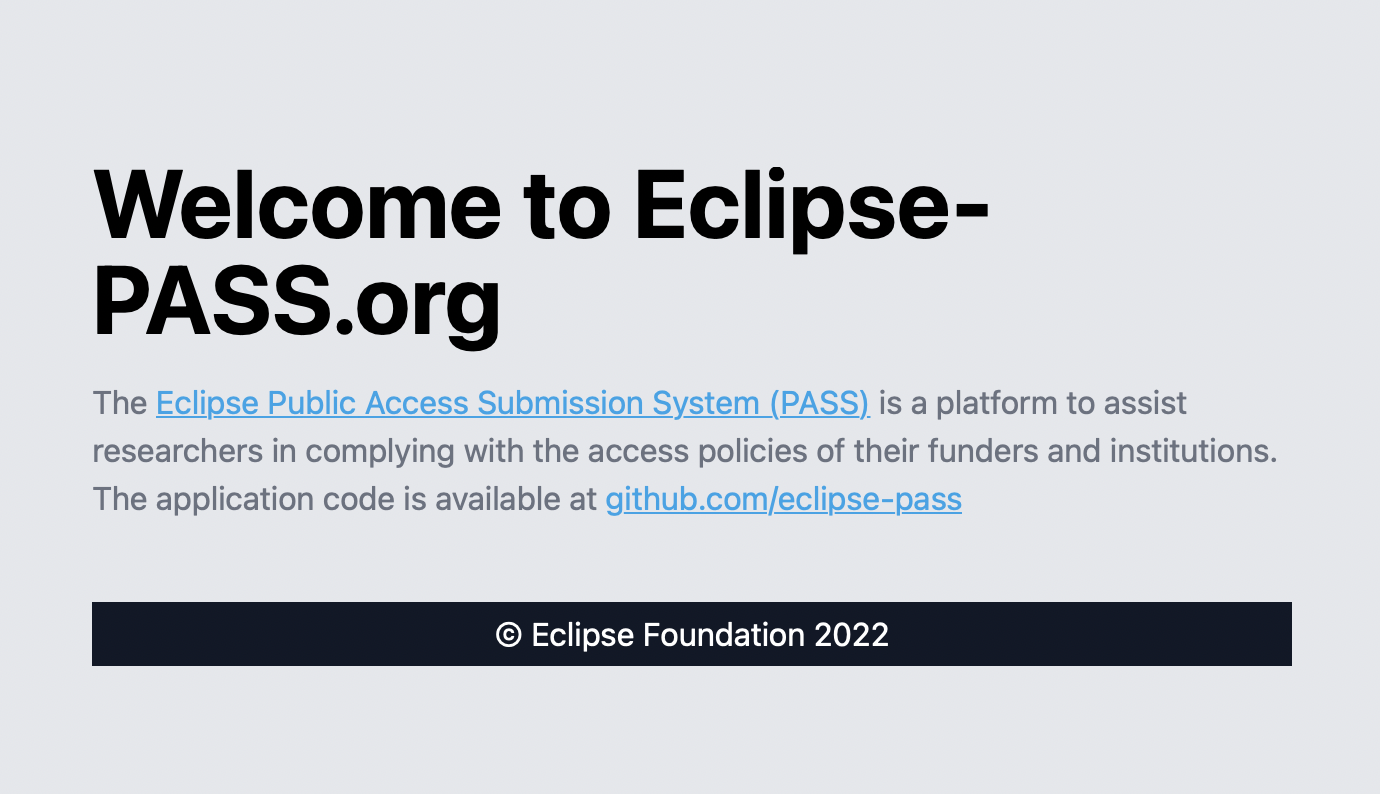 Welcome to Eclipse-
PASS.org
The Eclipse Public Access Submission System (PASS) is a platform to assist
researchers in complying with the access policies of their funders and institutions.
The application code is available at github.com/eclipse-pass
© Eclipse Foundation 2022